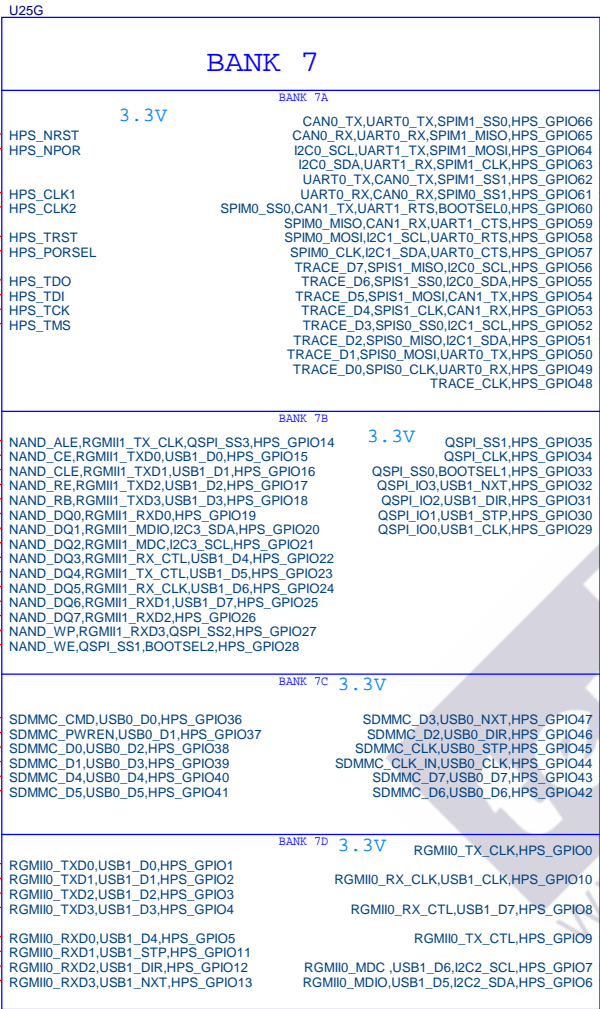 U25G
BANK 7
BANK 7A
3.3V
CAN0_TX,UART0_TX,SPIM1_SS0,HPS_GPIO66
HPS_NRST CAN0_RX,UART0_RX,SPIM1_MISO,HPS_GPIO65
HPS_NPOR I2C0_SCL,UART1_TX,SPIM1_MOSI,HPS_GPIO64
I2C0_SDA,UART1_RX,SPIM1_CLK,HPS_GPIO63
UART0_TX,CAN0_TX,SPIM1_SS1,HPS_GPIO62
HPS_CLK1 UART0_RX,CAN0_RX,SPIM0_SS1,HPS_GPIO61
HPS_CLK2 SPIM0_SS0,CAN1_TX,UART1_RTS,BOOTSEL0,HPS_GPIO60
SPIM0_MISO,CAN1_RX,UART1_CTS,HPS_GPIO59
HPS_TRST SPIM0_MOSI,I2C1_SCL,UART0_RTS,HPS_GPIO58
HPS_PORSEL SPIM0_CLK,I2C1_SDA,UART0_CTS,HPS_GPIO57
TRACE_D7,SPIS1_MISO,I2C0_SCL,HPS_GPIO56
HPS_TDO TRACE_D6,SPIS1_SS0,I2C0_SDA,HPS_GPIO55
HPS_TDI TRACE_D5,SPIS1_MOSI,CAN1_TX,HPS_GPIO54
HPS_TCK TRACE_D4,SPIS1_CLK,CAN1_RX,HPS_GPIO53
HPS_TMS TRACE_D3,SPIS0_SS0,I2C1_SCL,HPS_GPIO52
TRACE_D2,SPIS0_MISO,I2C1_SDA,HPS_GPIO51
TRACE_D1,SPIS0_MOSI,UART0_TX,HPS_GPIO50
TRACE_D0,SPIS0_CLK,UART0_RX,HPS_GPIO49
TRACE_CLK,HPS_GPIO48
BANK 7B
3.3V
NAND_ALE,RGMII1_TX_CLK,QSPI_SS3,HPS_GPIO14 QSPI_SS1,HPS_GPIO35
NAND_CE,RGMII1_TXD0,USB1_D0,HPS_GPIO15 QSPI_CLK,HPS_GPIO34
NAND_CLE,RGMII1_TXD1,USB1_D1,HPS_GPIO16 QSPI_SS0,BOOTSEL1,HPS_GPIO33
NAND_RE,RGMII1_TXD2,USB1_D2,HPS_GPIO17 QSPI_IO3,USB1_NXT,HPS_GPIO32
NAND_RB,RGMII1_TXD3,USB1_D3,HPS_GPIO18 QSPI_IO2,USB1_DIR,HPS_GPIO31
NAND_DQ0,RGMII1_RXD0,HPS_GPIO19 QSPI_IO1,USB1_STP,HPS_GPIO30
NAND_DQ1,RGMII1_MDIO,I2C3_SDA,HPS_GPIO20 QSPI_IO0,USB1_CLK,HPS_GPIO29
NAND_DQ2,RGMII1_MDC,I2C3_SCL,HPS_GPIO21
NAND_DQ3,RGMII1_RX_CTL,USB1_D4,HPS_GPIO22
NAND_DQ4,RGMII1_TX_CTL,USB1_D5,HPS_GPIO23
NAND_DQ5,RGMII1_RX_CLK,USB1_D6,HPS_GPIO24
NAND_DQ6,RGMII1_RXD1,USB1_D7,HPS_GPIO25
NAND_DQ7,RGMII1_RXD2,HPS_GPIO26
NAND_WP,RGMII1_RXD3,QSPI_SS2,HPS_GPIO27
NAND_WE,QSPI_SS1,BOOTSEL2,HPS_GPIO28
BANK 7C 3.3V
SDMMC_CMD,USB0_D0,HPS_GPIO36 SDMMC_D3,USB0_NXT,HPS_GPIO47
SDMMC_PWREN,USB0_D1,HPS_GPIO37 SDMMC_D2,USB0_DIR,HPS_GPIO46
SDMMC_D0,USB0_D2,HPS_GPIO38 SDMMC_CLK,USB0_STP,HPS_GPIO45
SDMMC_D1,USB0_D3,HPS_GPIO39 SDMMC_CLK_IN,USB0_CLK,HPS_GPIO44
SDMMC_D4,USB0_D4,HPS_GPIO40 SDMMC_D7,USB0_D7,HPS_GPIO43
SDMMC_D5,USB0_D5,HPS_GPIO41 SDMMC_D6,USB0_D6,HPS_GPIO42
BANK 7D 3.3V RGMII0_TX_CLK,HPS_GPIO0
RGMII0_TXD0,USB1_D0,HPS_GPIO1
RGMII0_TXD1,USB1_D1,HPS_GPIO2 RGMII0_RX_CLK,USB1_CLK,HPS_GPIO10
RGMII0_TXD2,USB1_D2,HPS_GPIO3
RGMII0_TXD3,USB1_D3,HPS_GPIO4 RGMII0_RX_CTL,USB1_D7,HPS_GPIO8
RGMII0_RXD0,USB1_D4,HPS_GPIO5 RGMII0_TX_CTL,HPS_GPIO9
RGMII0_RXD1,USB1_STP,HPS_GPIO11
RGMII0_RXD2,USB1_DIR,HPS_GPIO12 RGMII0_MDC ,USB1_D6,I2C2_SCL,HPS_GPIO7
RGMII0_RXD3,USB1_NXT,HPS_GPIO13 RGMII0_MDIO,USB1_D5,I2C2_SDA,HPS_GPIO6